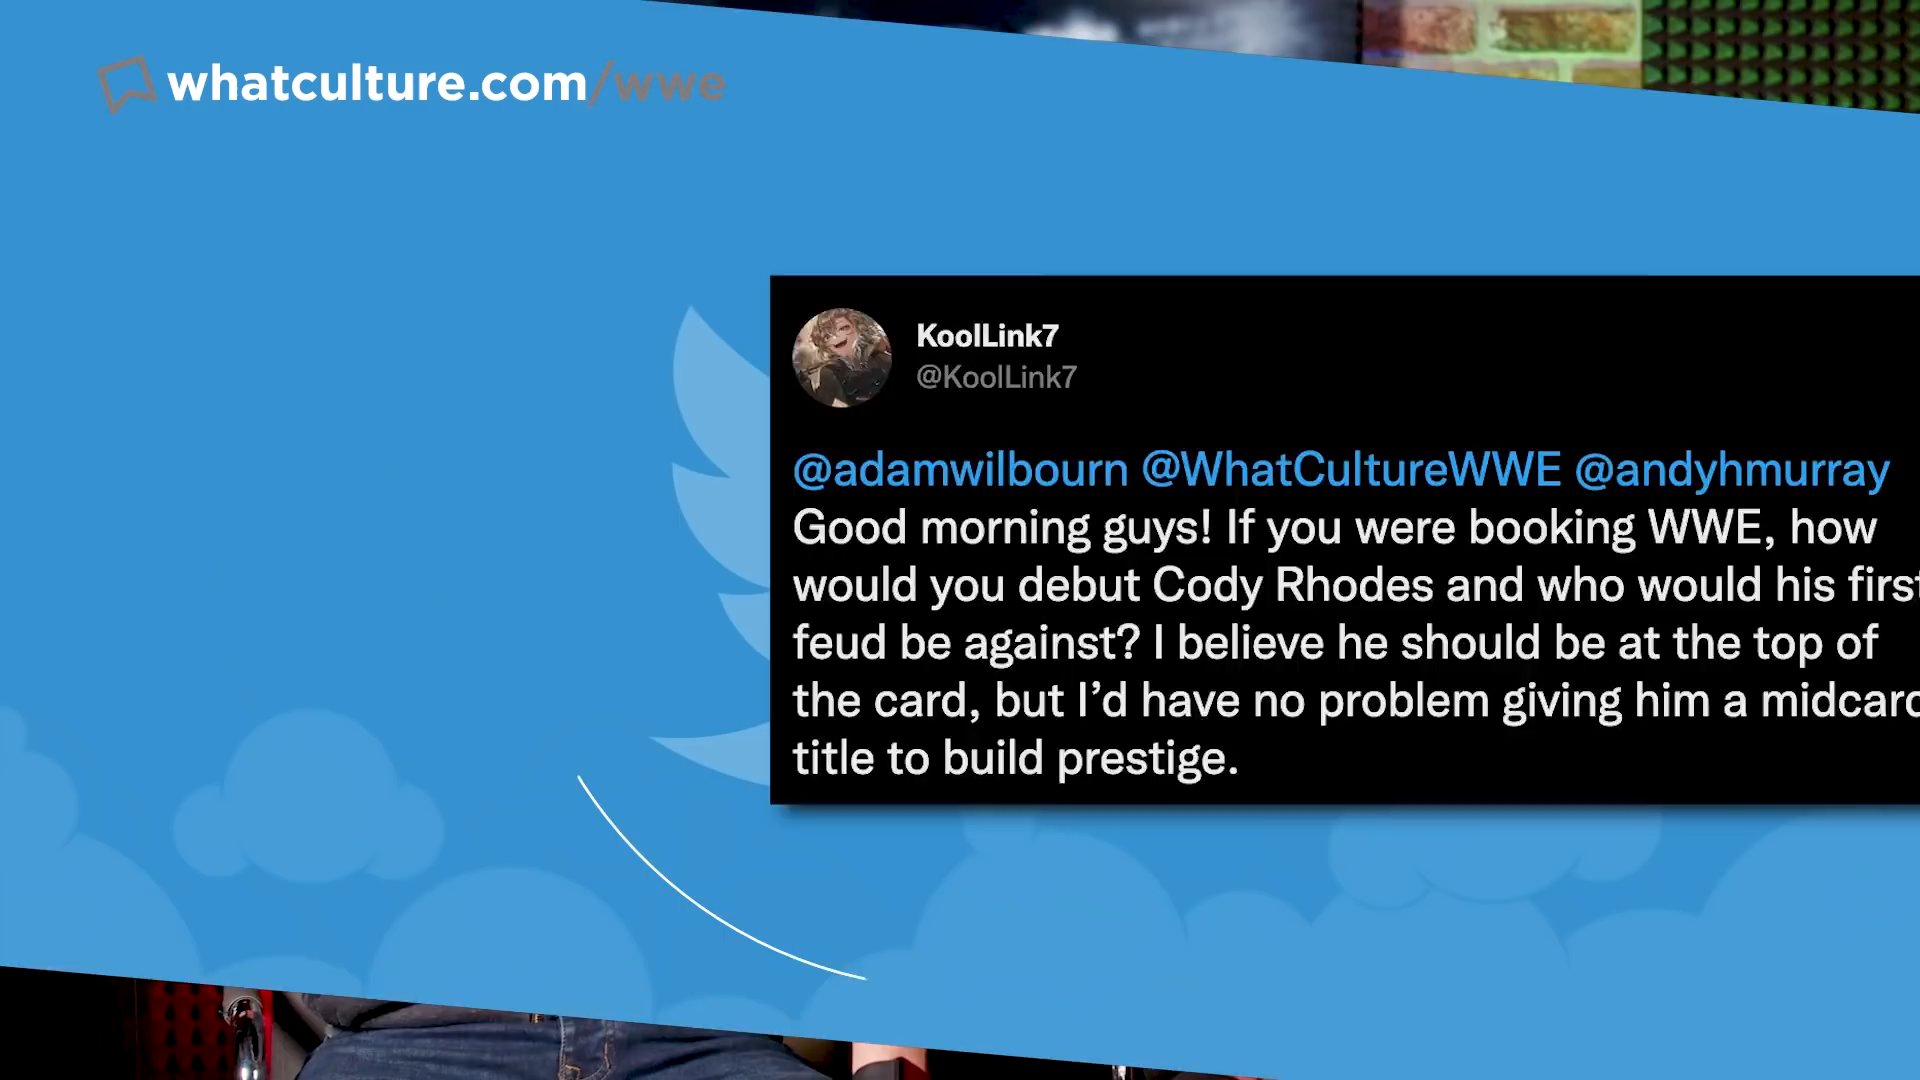 whatculture.com/wwe
KoolLink7
@KoolLink7
@adamwilbourn @WhatCultureWWE @andyhmurray
Good morning guys! If you were booking WWE, how
would you debut Cody Rhodes and who would his first
feud be against? I believe he should be at the top of
the card, but I’d have no problem giving him a midcard
title to build prestige.